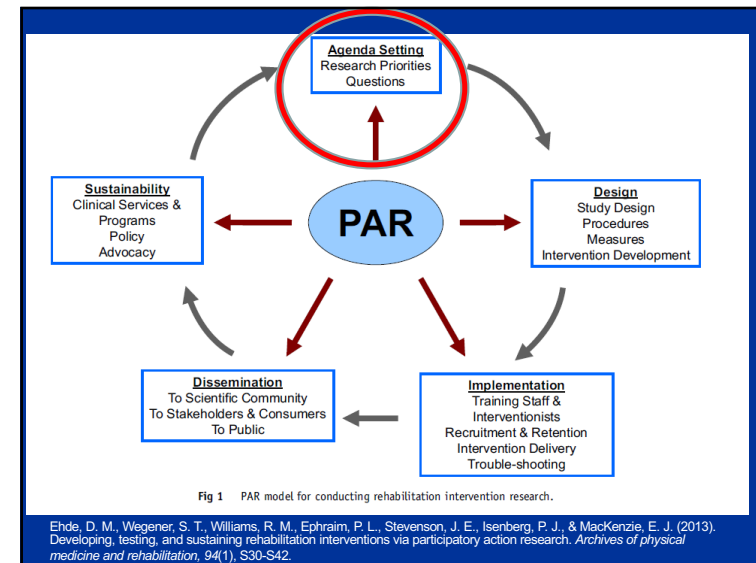 Agenda Setting
Research Priorities
Questions
Sustainability
Clinical Services &
Programs
Policy
Advocacy
PAR
Design
Study Design
Procedures
Measures
Intervention Development
Dissemination
To Scientific Community
To Stakeholders & Consumers
To Public
Implementation
Training Staff &
Interventionists
Recruitment & Retention
Intervention Delivery
Trouble-shooting
Fig 1 PAR model for conducting rehabilitation intervention research.
Ehde, D. M., Wegener, S. T., Williams, R. M., Ephraim, P. L., Stevenson, J. E., Isenberg, P. J., & MacKenzie, E. J. (2013).
Developing, testing, and sustaining rehabilitation interventions via participatory action research. Archives of physical
medicine and rehabilitation, 94(1), S30-S42.